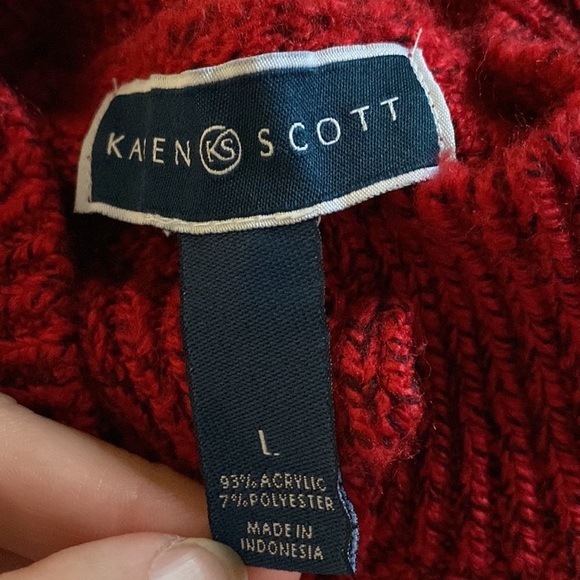 KAREN KS SCOTT
L
93% ACRYLIC
7% POLYESTER
MADE IN
INDONESIA